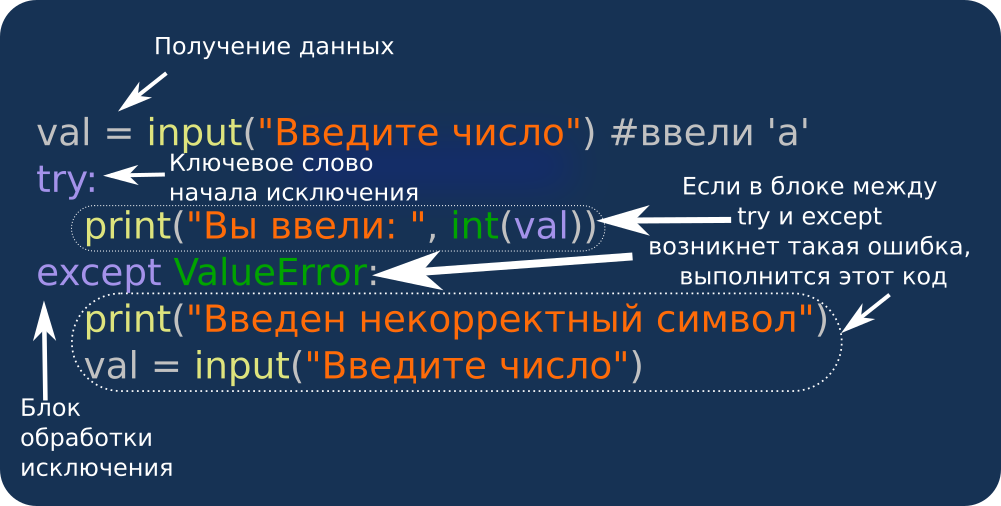 Получение данных
val = input("Введите число") #ввели 'a'
try:
Ключевое слово
начала исключения
print("Вы ввели: ", int(val))
Если в блоке между
try и except
возникнет такая ошибка,
выполнится этот код
except ValueError:
print("Введен некорректный символ")
val = input("Введите число")
Блок
обработки
исключения